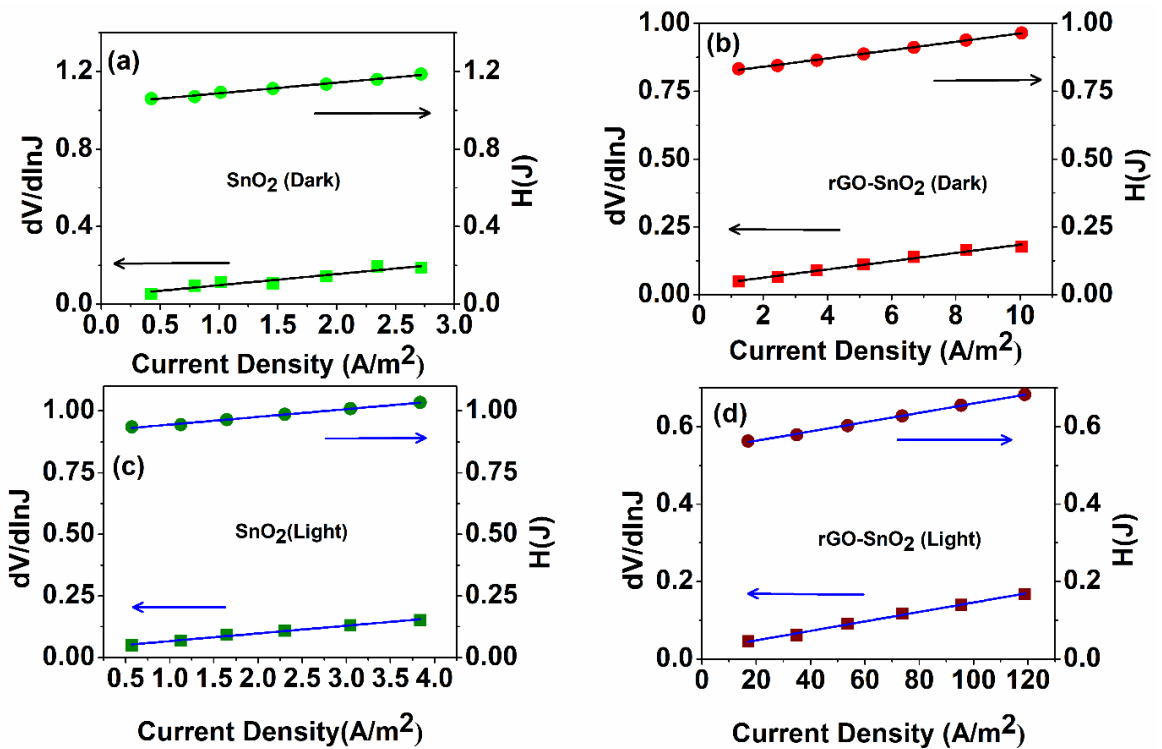 (a)
1.2
0.8
0.4
0.0
1.2
0.8
0.4
0.0
dV/dlnJ
H(J)
SnO₂ (Dark)
0.0 0.5 1.0 1.5 2.0 2.5 3.0
Current Density (A/m²)
(b)
1.00
0.75
0.50
0.25
0.00
1.00
0.75
0.50
0.25
0.00
dV/dlnJ
H(J)
rGO-SnO₂ (Dark)
2 4 6 8 10
Current Density (A/m²)
(c)
1.00
0.75
0.50
0.25
0.00
1.00
0.75
0.50
0.25
0.00
dV/dlnJ
H(J)
SnO₂(Light)
0.5 1.0 1.5 2.0 2.5 3.0 3.5 4.0
Current Density(A/m²)
(d)
0.6
0.4
0.2
0.0
0.6
0.4
0.2
0.0
dV/dlnJ
H(J)
rGO-SnO₂ (Light)
0 20 40 60 80 100 120
Current Density (A/m²)